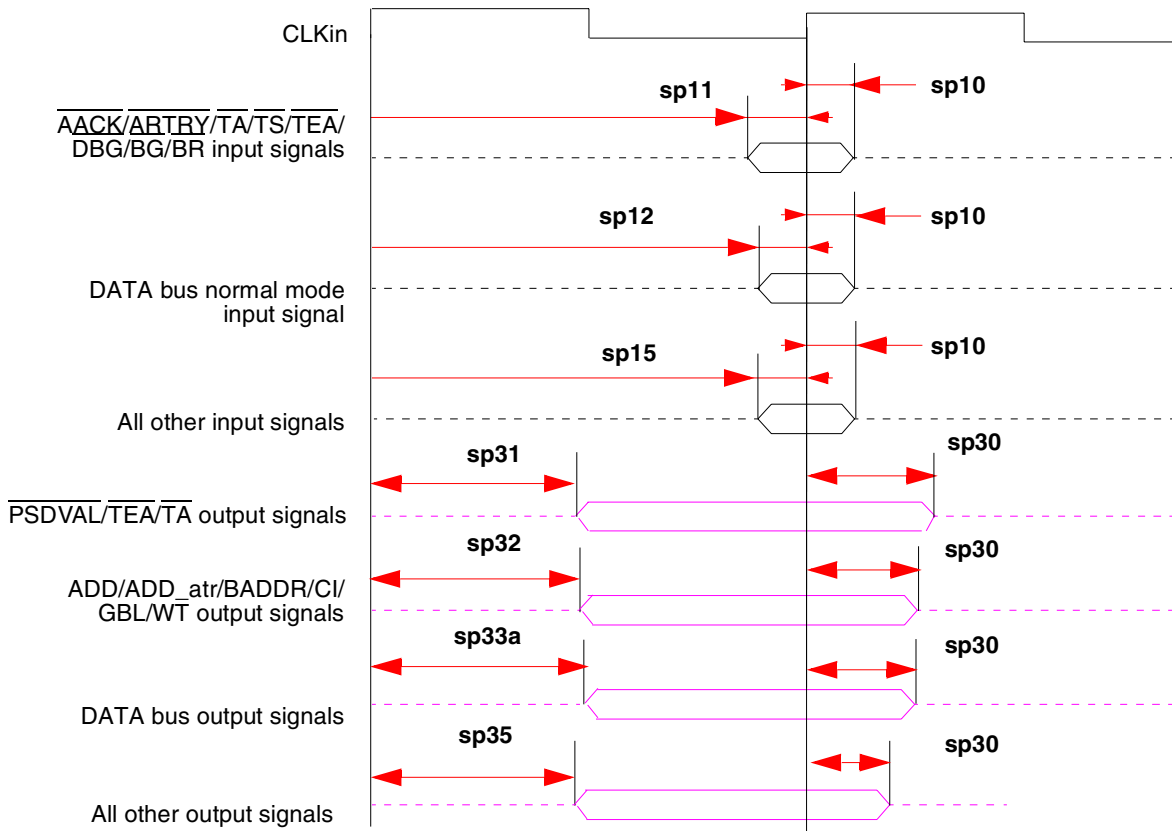 CLKin
sp11
sp10
AACK/ARTRY/TA/TS/TEA/
DBG/BG/BR input signals
sp12
sp10
DATA bus normal mode
input signal
sp15
sp10
All other input signals
sp31
sp30
PSDVAL/TEA/TA output signals
sp32
sp30
ADD/ADD_atr/BADDR/CI/
GBL/WT output signals
sp33a
sp30
DATA bus output signals
sp35
sp30
All other output signals